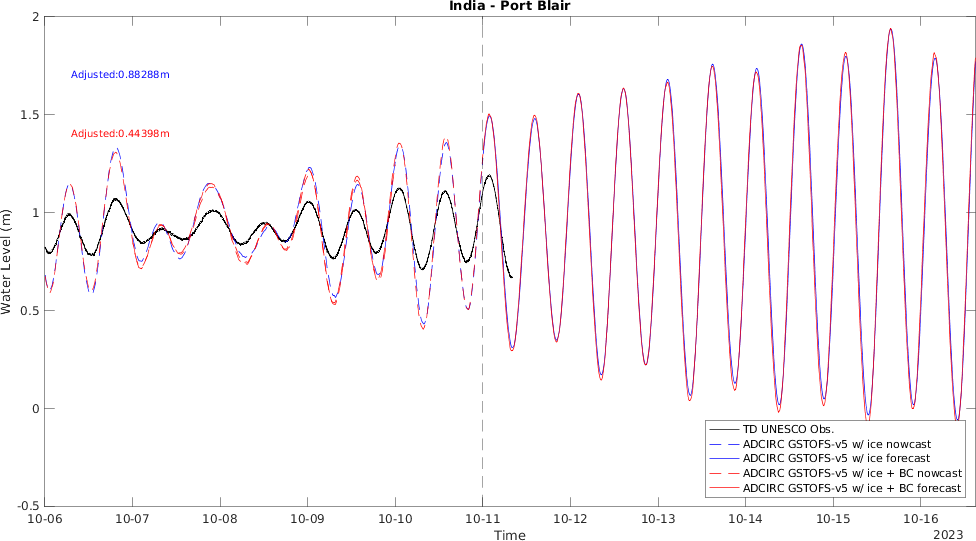 India - Port Blair
2
1.5
1
0.5
0
-0.5
Water Level (m)
Adjusted:0.88288m
Adjusted:0.44398m
TD UNESCO Obs.
ADCIRC GSTOFS-v5 w/ ice nowcast
ADCIRC GSTOFS-v5 w/ ice forecast
ADCIRC GSTOFS-v5 w/ ice + BC nowcast
ADCIRC GSTOFS-v5 w/ ice + BC forecast
10-06 10-07 10-08 10-09 10-10 10-11 10-12 10-13 10-14 10-15 10-16
Time
2023